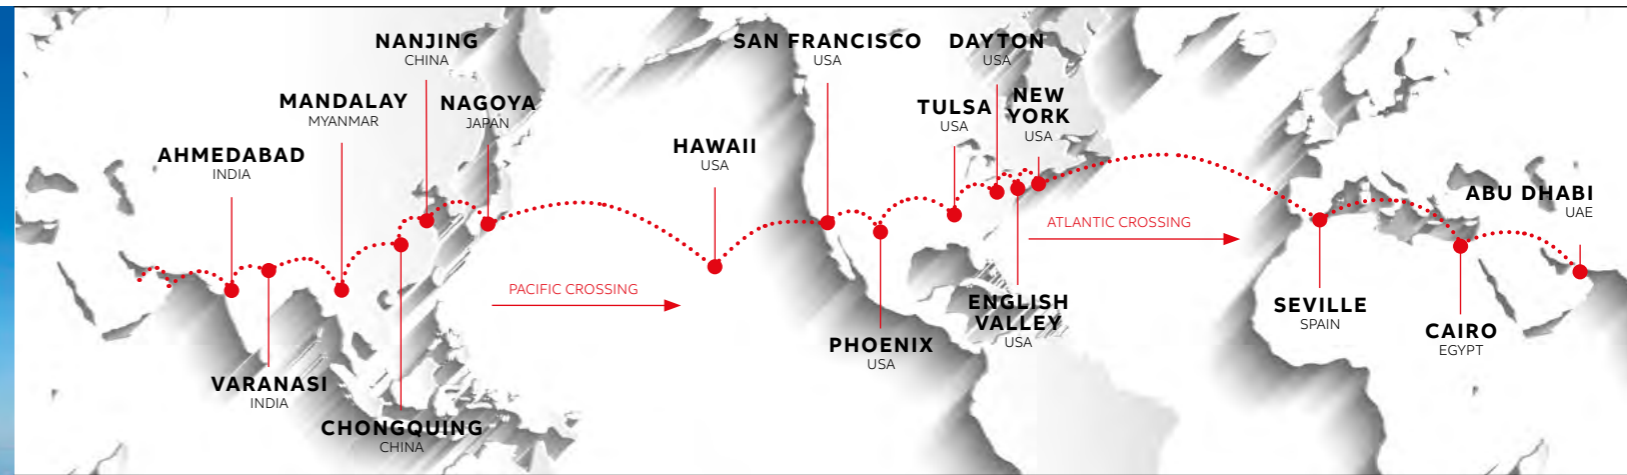 AHMEDABAD
INDIA
VARANASI
INDIA
MANDALAY
MYANMAR
CHONGQUING
CHINA
NANJING
CHINA
NAGOYA
JAPAN
PACIFIC CROSSING
HAWAII
USA
SAN FRANCISCO
USA
PHOENIX
USA
TULSA
USA
DAYTON
USA
ENGLISH
VALLEY
USA
NEW
YORK
USA
ATLANTIC CROSSING
SEVILLE
SPAIN
CAIRO
EGYPT
ABU DHABI
UAE